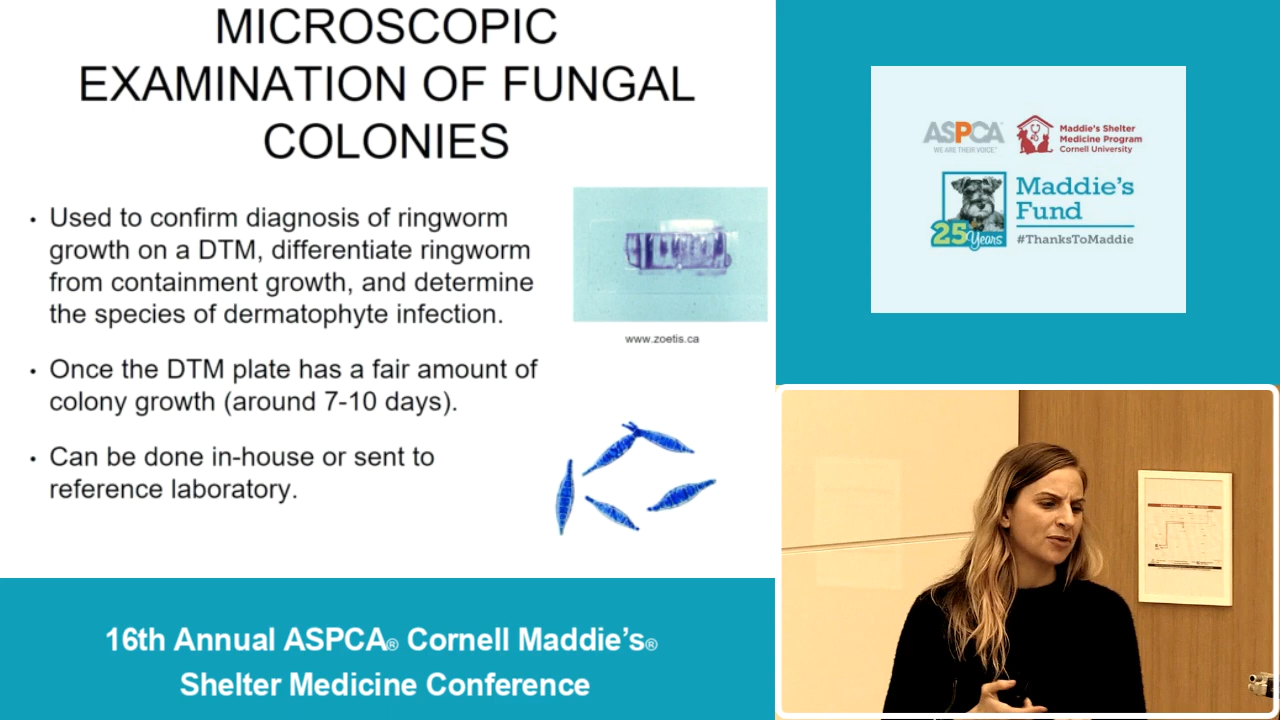 MICROSCOPIC
EXAMINATION OF FUNGAL
COLONIES
• Used to confirm diagnosis of ringworm
growth on a DTM, differentiate ringworm
from containment growth, and determine
the species of dermatophyte infection.
• Once the DTM plate has a fair amount of
colony growth (around 7-10 days).
• Can be done in-house or sent to
reference laboratory.
www.zoetis.ca
16th Annual ASPCA® Cornell Maddie’s®
Shelter Medicine Conference
ASPCA™
WE ARE THEIR VOICE.™
Maddie's Shelter
Medicine Program
Cornell University
Maddie's
Fund
25 Years
#ThanksToMaddie